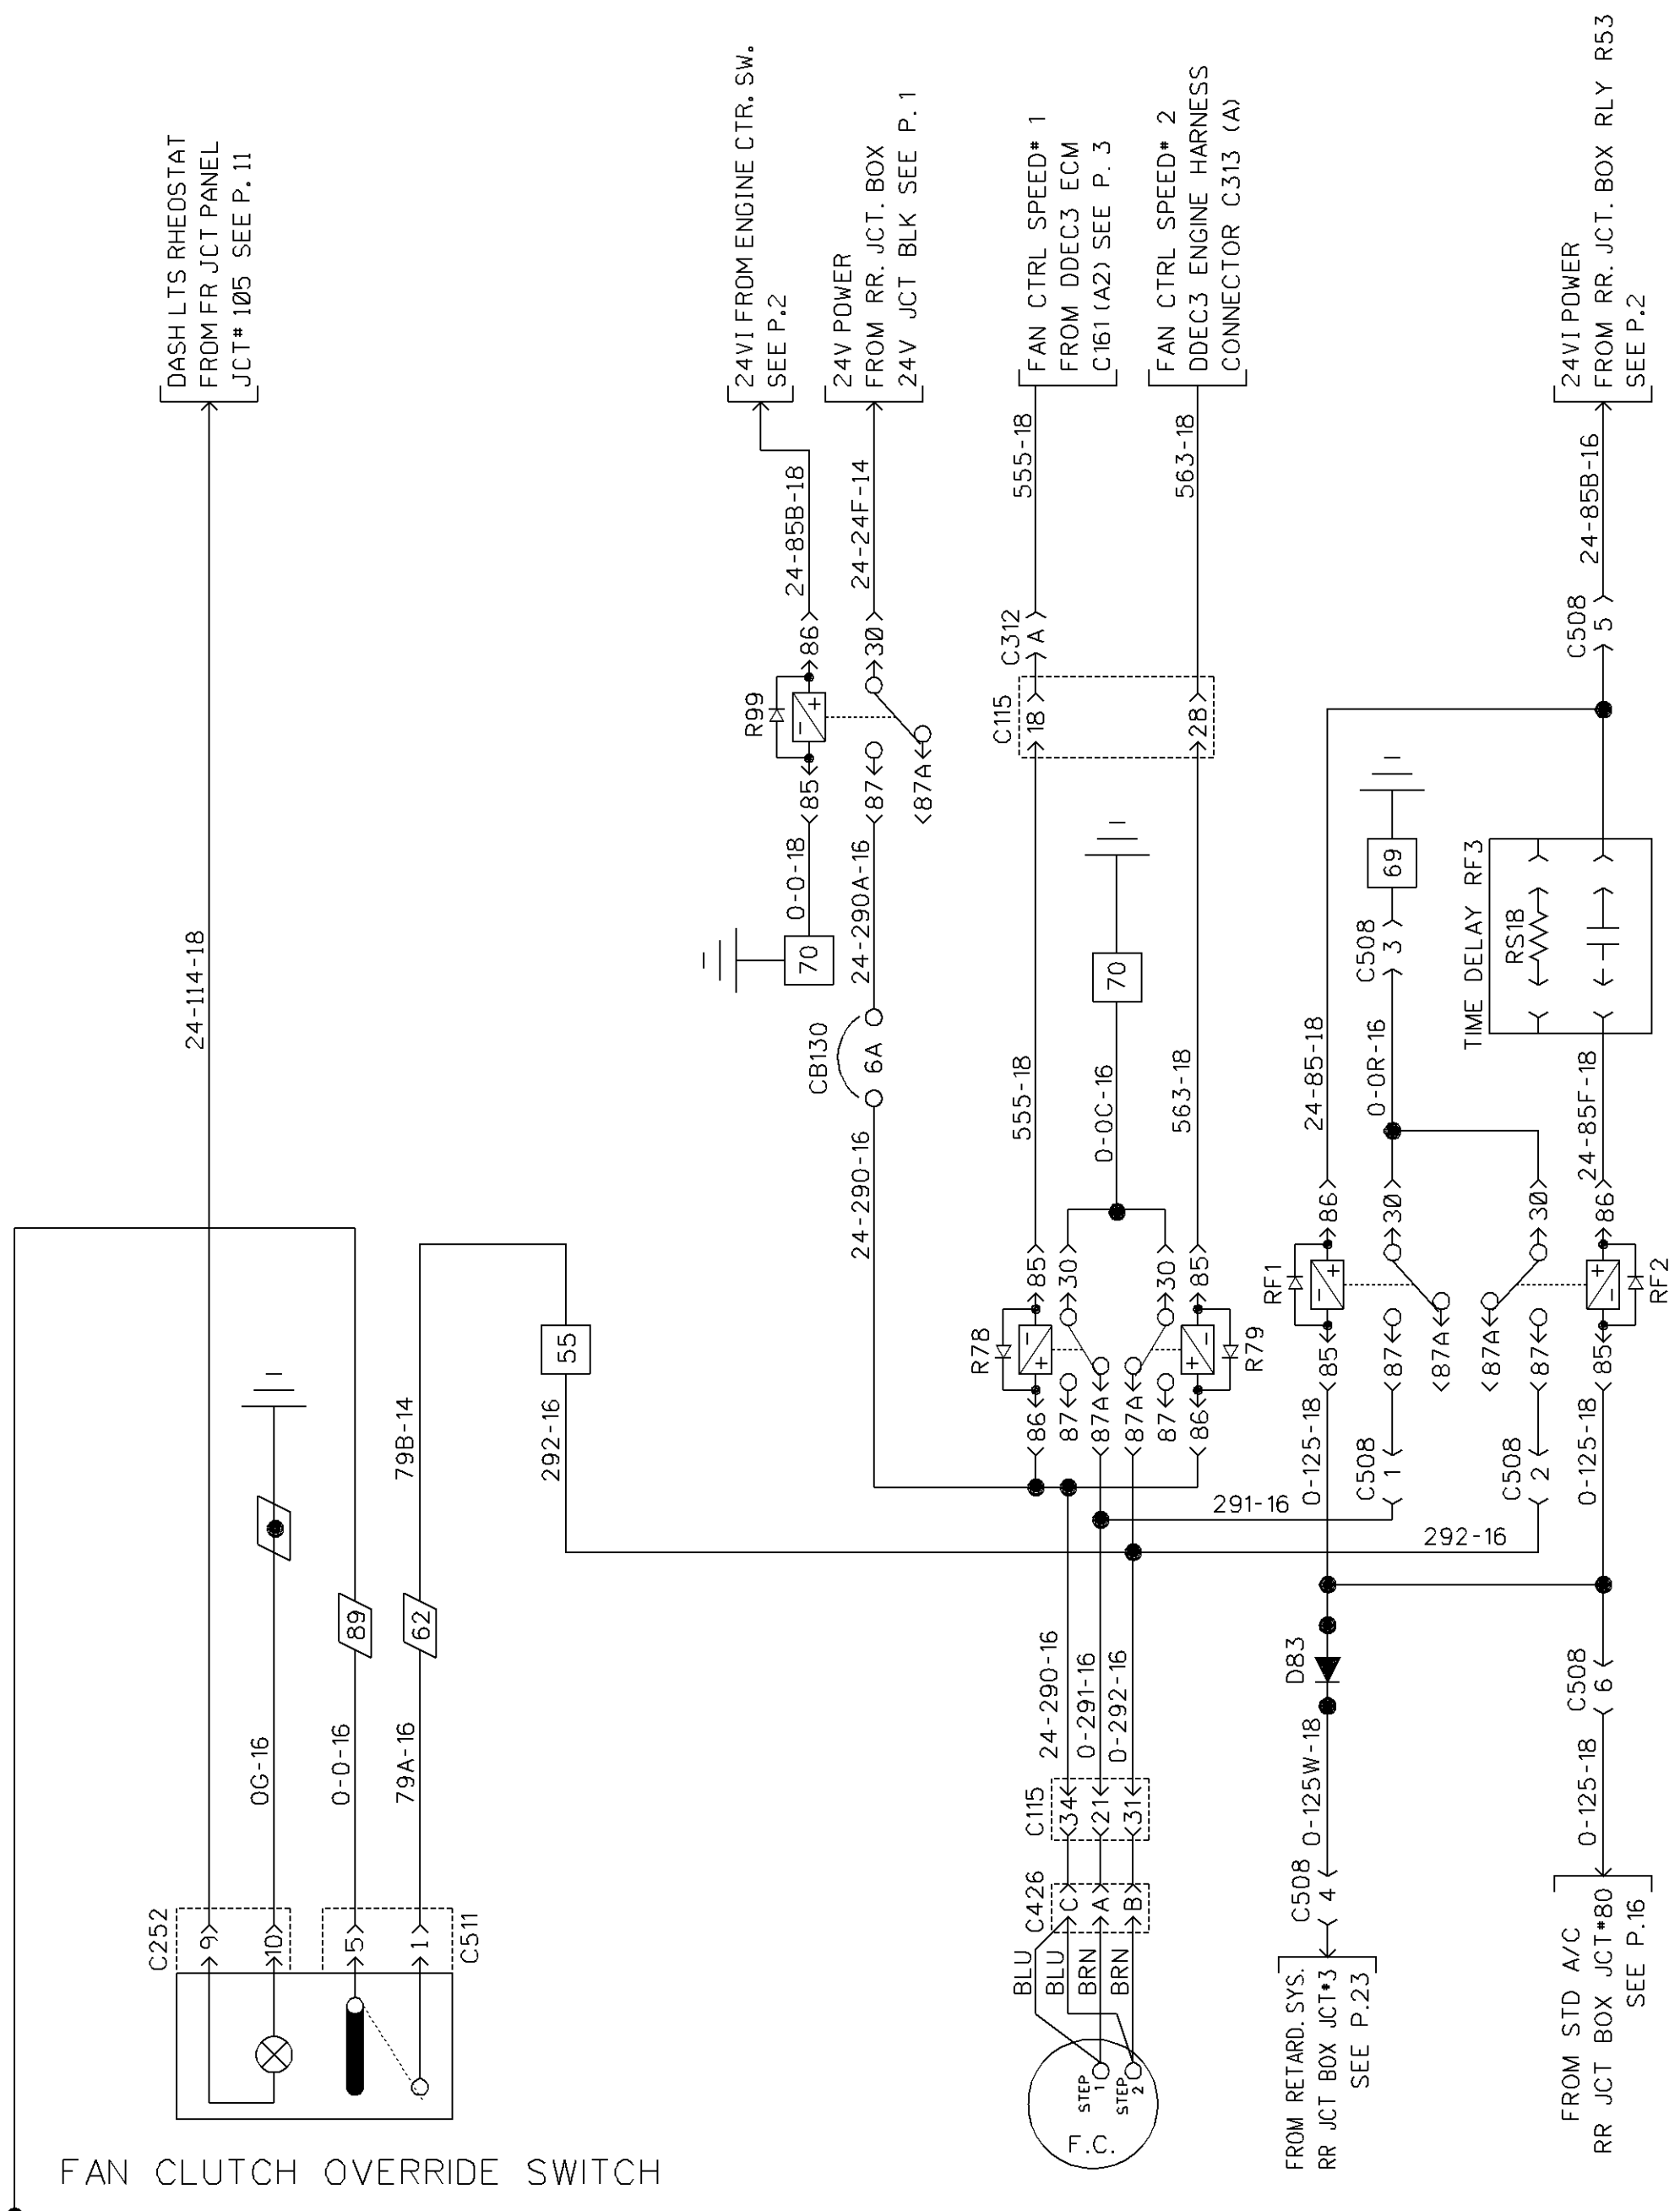 DASH LTS RHEOSTAT
FROM FR JCT PANEL
JCT# 105 SEE P. 11
24-114-18
C252
9
10
0G-16
5
1
C511
0-0-16
89
79A-16
62
79B-14
55
292-16
FAN CLUTCH OVERRIDE SWITCH
24VI FROM ENGINE CTR. SW.
SEE P.2
24-85B-18
86
R99
- +
85
0-0-18
70
24V POWER
FROM RR. JCT. BOX
24V JCT BLK SEE P. 1
24-24F-14
30
87
87A
24-290A-16
CB130
6A
24-290-16
FAN CTRL SPEED# 1
FROM DDEC3 ECM
C161 (A2) SEE P. 3
555-18
C312
A
C115
18
555-18
FAN CTRL SPEED# 2
DDEC3 ENGINE HARNESS
CONNECTOR C313 (A)
563-18
28
563-18
70
0-0C-16
R78
85
+ -
86
30
87
87A
87A
30
87
85
+ -
86
R79
291-16
292-16
24-290-16
0-291-16
0-292-16
C115
34
21
31
C426
C
A
B
BLU
BLU
BRN
BRN
STEP
1
STEP
2
F.C.
24VI POWER
FROM RR. JCT. BOX RLY R53
SEE P.2
24-85B-16
C508
5
24-85-18
69
C508
3
0-0R-16
TIME DELAY RF3
RS18
24-85F-18
RF1
86
- +
85
30
87
87A
87A
30
87
86
- +
85
RF2
0-125-18
C508
1
C508
2
0-125-18
D83
0-125W-18
C508
4
FROM RETARD. SYS.
RR JCT BOX JCT#3
SEE P.23
C508
6
0-125-18
FROM STD A/C
RR JCT BOX JCT#80
SEE P.16